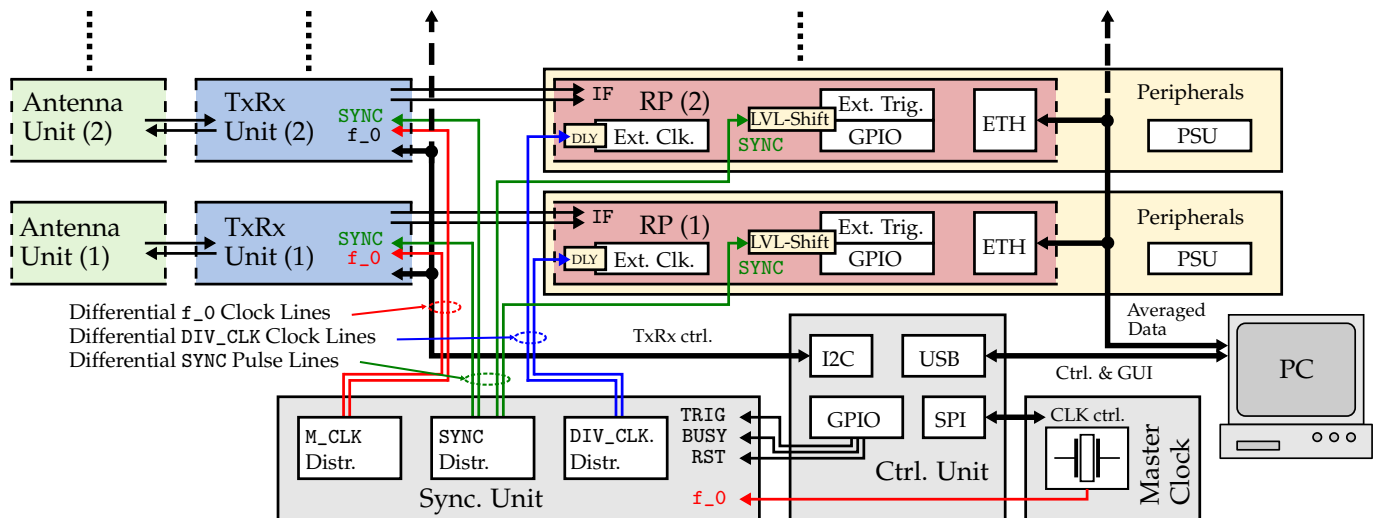 Antenna
Unit (2)
TxRx
Unit (2)
SYNC
f_0
IF
RP (2)
DLY
Ext. Clk.
LVL-Shift
SYNC
Ext. Trig.
GPIO
ETH
Peripherals
PSU
Antenna
Unit (1)
TxRx
Unit (1)
SYNC
f_0
IF
RP (1)
DLY
Ext. Clk.
LVL-Shift
SYNC
Ext. Trig.
GPIO
ETH
Peripherals
PSU
Differential f_0 Clock Lines
Differential DIV_CLK Clock Lines
Differential SYNC Pulse Lines
TxRx ctrl.
Averaged
Data
I2C
USB
Ctrl. & GUI
PC
GPIO
SPI
CLK ctrl.
Ctrl. Unit
Master
Clock
M_CLK
Distr.
SYNC
Distr.
DIV_CLK.
Distr.
TRIG
BUSY
RST
Sync. Unit
f_0